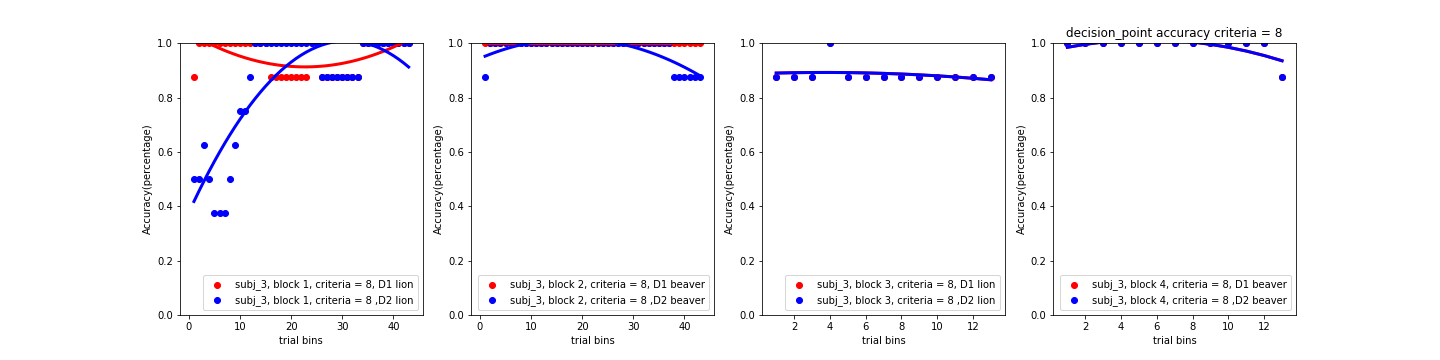 decision_point accuracy criteria = 8
1.0
0.8
0.6
0.4
0.2
0.0
Accuracy(percentage)
0 10 20 30 40
trial bins
subj_3, block 1, criteria = 8, D1 lion
subj_3, block 1, criteria = 8 ,D2 lion
1.0
0.8
0.6
0.4
0.2
0.0
Accuracy(percentage)
0 10 20 30 40
trial bins
subj_3, block 2, criteria = 8, D1 beaver
subj_3, block 2, criteria = 8 ,D2 beaver
1.0
0.8
0.6
0.4
0.2
0.0
Accuracy(percentage)
2 4 6 8 10 12
trial bins
subj_3, block 3, criteria = 8, D1 lion
subj_3, block 3, criteria = 8 ,D2 lion
1.0
0.8
0.6
0.4
0.2
0.0
Accuracy(percentage)
2 4 6 8 10 12
trial bins
subj_3, block 4, criteria = 8, D1 beaver
subj_3, block 4, criteria = 8 ,D2 beaver